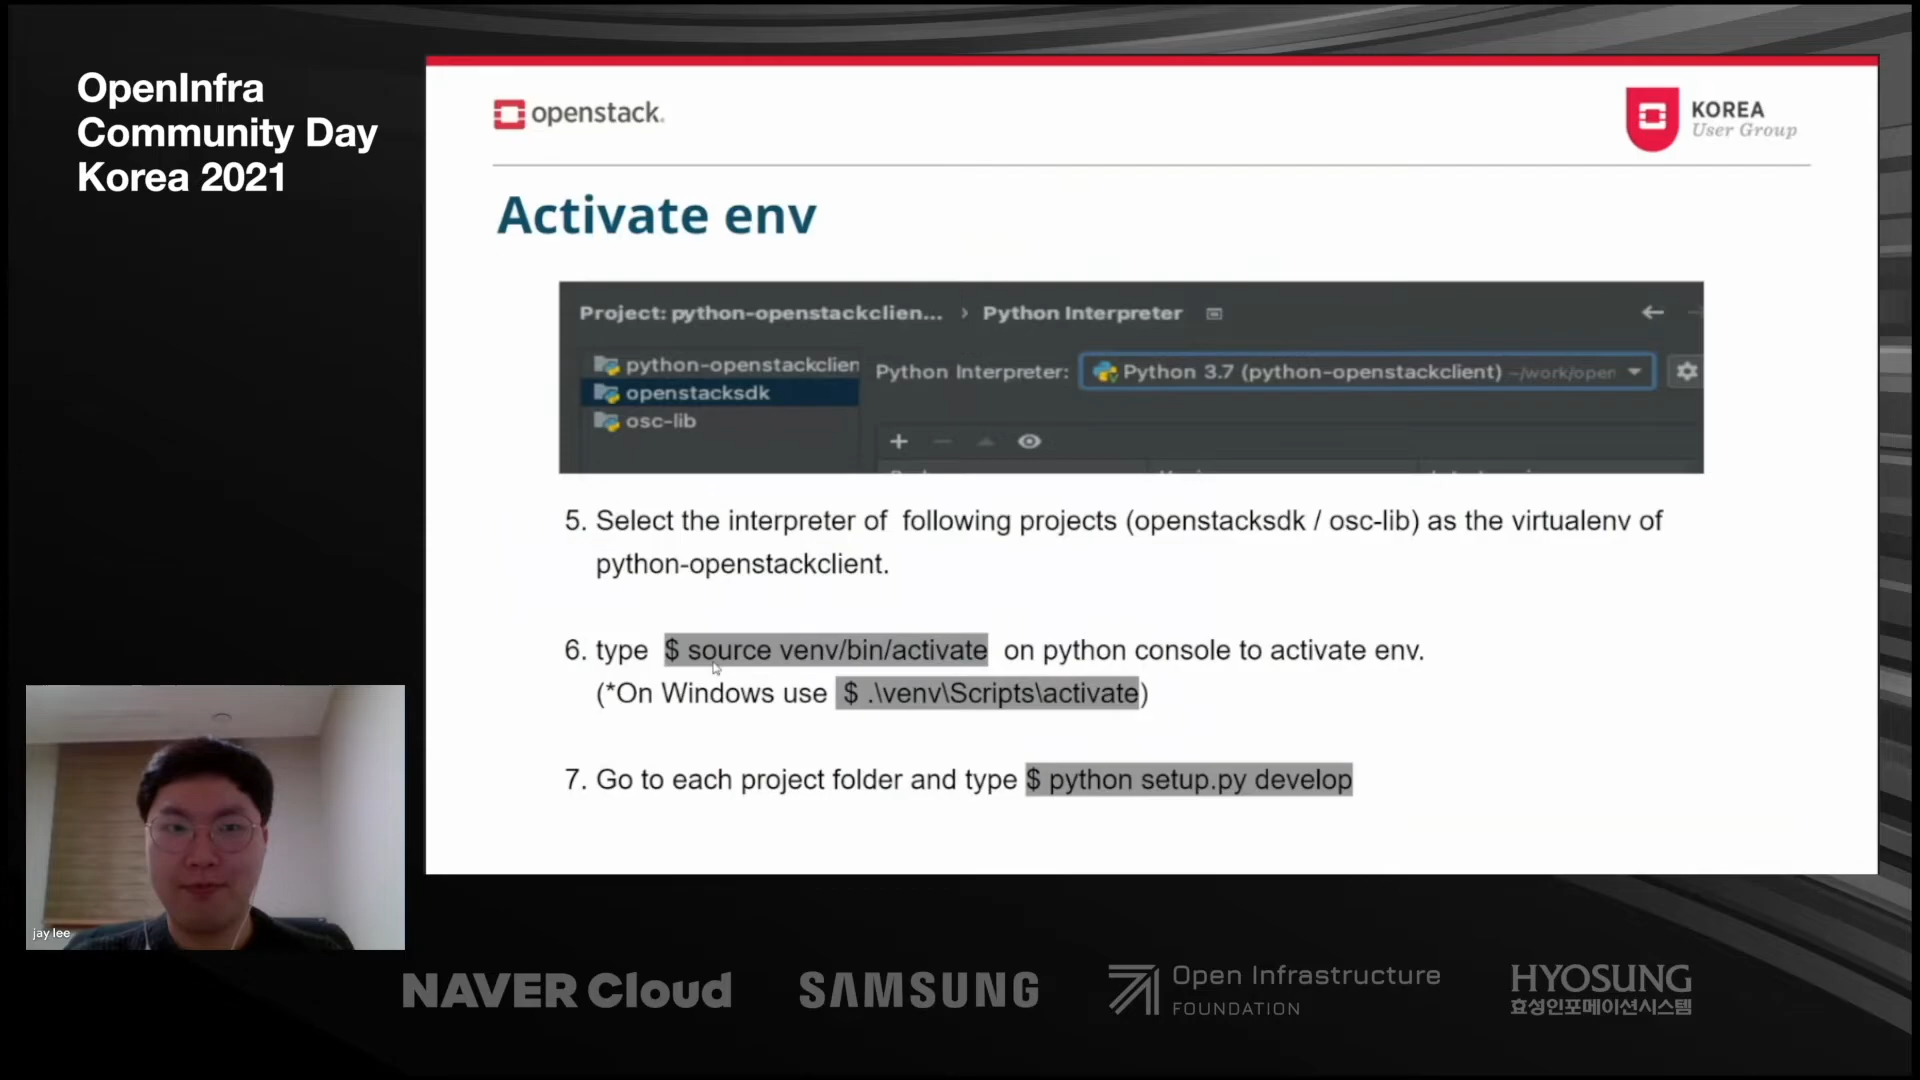 OpenInfra
Community Day
Korea 2021
openstack.
KOREA
User Group
Activate env
Project: python-openstackclien... › Python Interpreter
python-openstackclien
openstacksdk
osc-lib
Python Interpreter: Python 3.7 (python-openstackclient) ~/work/open
5. Select the interpreter of following projects (openstacksdk / osc-lib) as the virtualenv of
python-openstackclient.
6. type $ source venv/bin/activate on python console to activate env.
(*On Windows use $ .\venv\Scripts\activate)
7. Go to each project folder and type $ python setup.py develop
jay lee
NAVER Cloud
SAMSUNG
Open Infrastructure
FOUNDATION
HYOSUNG
효성인포메이션시스템